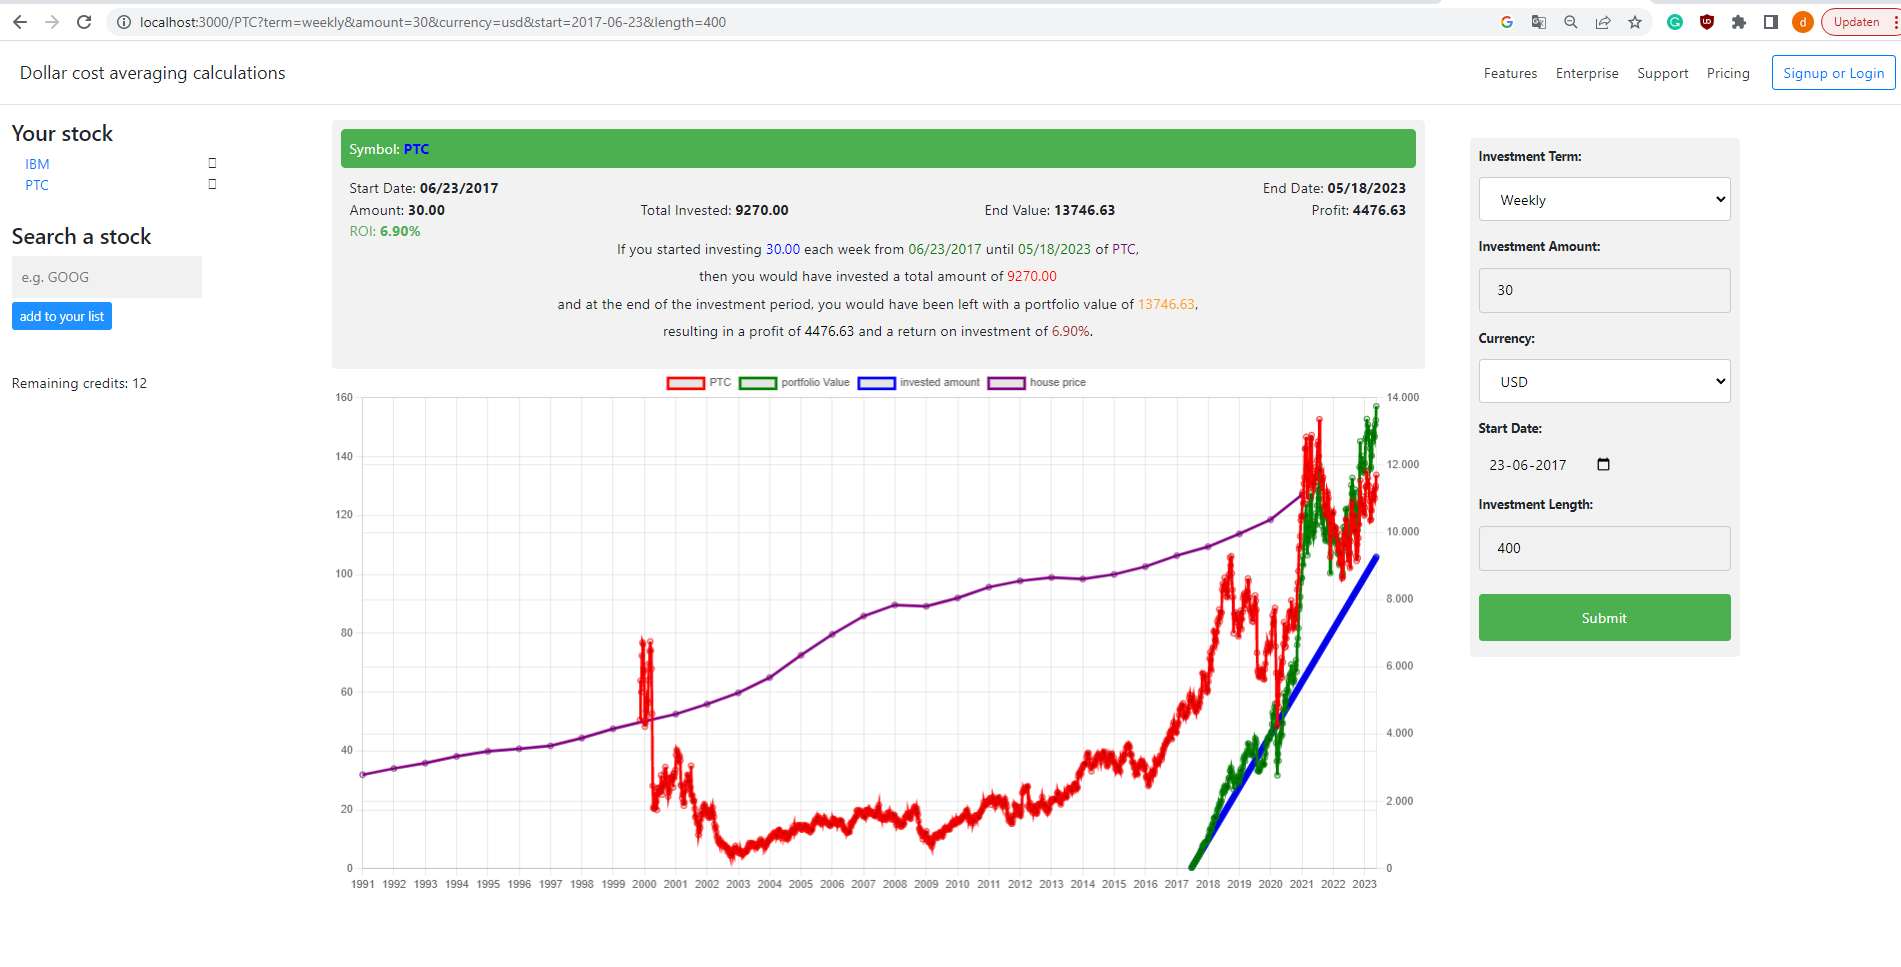 localhost:3000/PTC?term=weekly&amount=30&currency=usd&start=2017-06-23&length=400
d
Updaten
Dollar cost averaging calculations
Features Enterprise Support Pricing Signup or Login
Your stock
IBM
PTC
Search a stock
e.g. GOOG
add to your list
Remaining credits: 12
Symbol: PTC
Start Date: 06/23/2017 End Date: 05/18/2023
Amount: 30.00 Total Invested: 9270.00 End Value: 13746.63 Profit: 4476.63
ROI: 6.90%
If you started investing 30.00 each week from 06/23/2017 until 05/18/2023 of PTC,
then you would have invested a total amount of 9270.00
and at the end of the investment period, you would have been left with a portfolio value of 13746.63,
resulting in a profit of 4476.63 and a return on investment of 6.90%.
PTC portfolio Value invested amount house price
160
140
120
100
80
60
40
20
0
14.000
12.000
10.000
8.000
6.000
4.000
2.000
0
1991 1992 1993 1994 1995 1996 1997 1998 1999 2000 2001 2002 2003 2004 2005 2006 2007 2008 2009 2010 2011 2012 2013 2014 2015 2016 2017 2018 2019 2020 2021 2022 2023
Investment Term:
Weekly
Investment Amount:
30
Currency:
USD
Start Date:
23-06-2017
Investment Length:
400
Submit